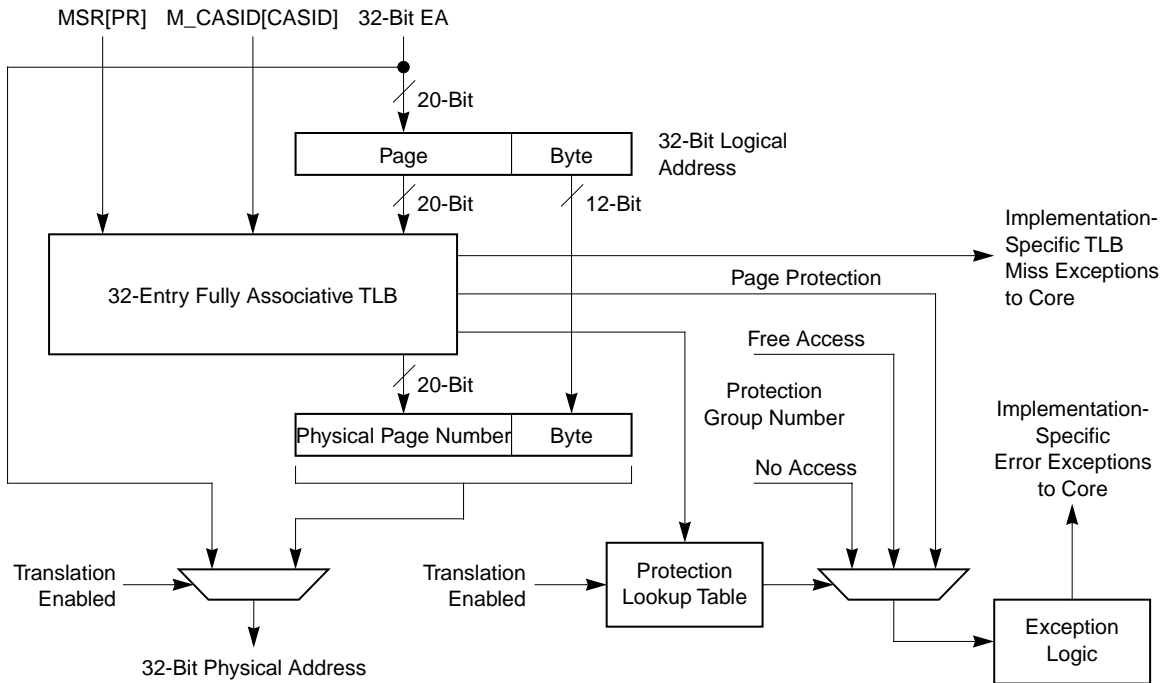 MSR[PR] M_CASID[CASID] 32-Bit EA
20-Bit
32-Bit Logical
Address
Page Byte
20-Bit 12-Bit
Implementation-
Specific TLB
Miss Exceptions
to Core
32-Entry Fully Associative TLB
Page Protection
Free Access
20-Bit
Protection
Group Number
Implementation-
Specific
Error Exceptions
to Core
Physical Page Number Byte
No Access
Translation
Enabled
Translation
Enabled
Protection
Lookup Table
Exception
Logic
32-Bit Physical Address